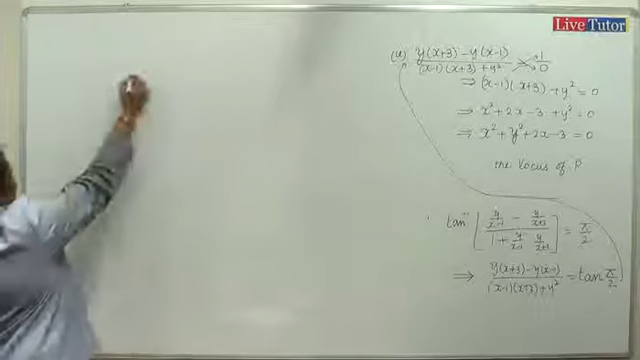 Live Tutor
(ii) y(x+3) - y(x-1) / (x-1)(x+3) + y² = 1/0
⇒ (x-1)(x+3) + y² = 0
⇒ x² + 2x - 3 + y² = 0
⇒ x² + y² + 2x - 3 = 0
the locus of P
tan⁻¹ [ (y/(x-1) - y/(x+3)) / (1 + y/(x-1) y/(x+3)) ] = π/2
⇒ y(x+3) - y(x-1) / (x-1)(x+3) + y² = tan π/2